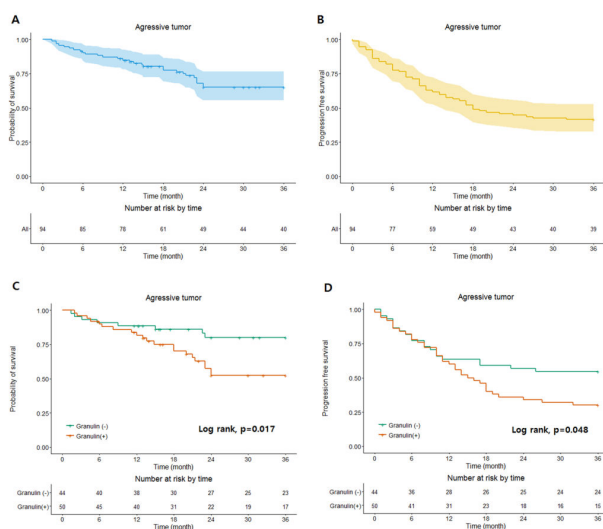 A
Agressive tumor
Probability of survival
1.00
0.75
0.50
0.25
0.00
0 6 12 18 24 30 36
Time (month)
Number at risk by time
All 94 85 78 61 49 44 40
0 6 12 18 24 30 36
Time (month)
B
Agressive tumor
Progression free survival
1.00
0.75
0.50
0.25
0.00
0 6 12 18 24 30 36
Time (month)
Number at risk by time
All 94 77 59 49 43 40 39
0 6 12 18 24 30 36
Time (month)
C
Agressive tumor
Probability of survival
1.00
0.75
0.50
0.25
0.00
Granulin (-)
Granulin(+)
Log rank, p=0.017
0 6 12 18 24 30 36
Time (month)
Number at risk by time
Granulin (-) 44 40 38 30 27 25 23
Granulin(+) 50 45 40 31 22 19 17
0 6 12 18 24 30 36
Time (month)
D
Agressive tumor
Progression free survival
1.00
0.75
0.50
0.25
0.00
Granulin (-)
Granulin(+)
Log rank, p=0.048
0 6 12 18 24 30 36
Time (month)
Number at risk by time
Granulin (-) 44 36 28 26 25 24 24
Granulin(+) 50 41 31 23 18 16 15
0 6 12 18 24 30 36
Time (month)